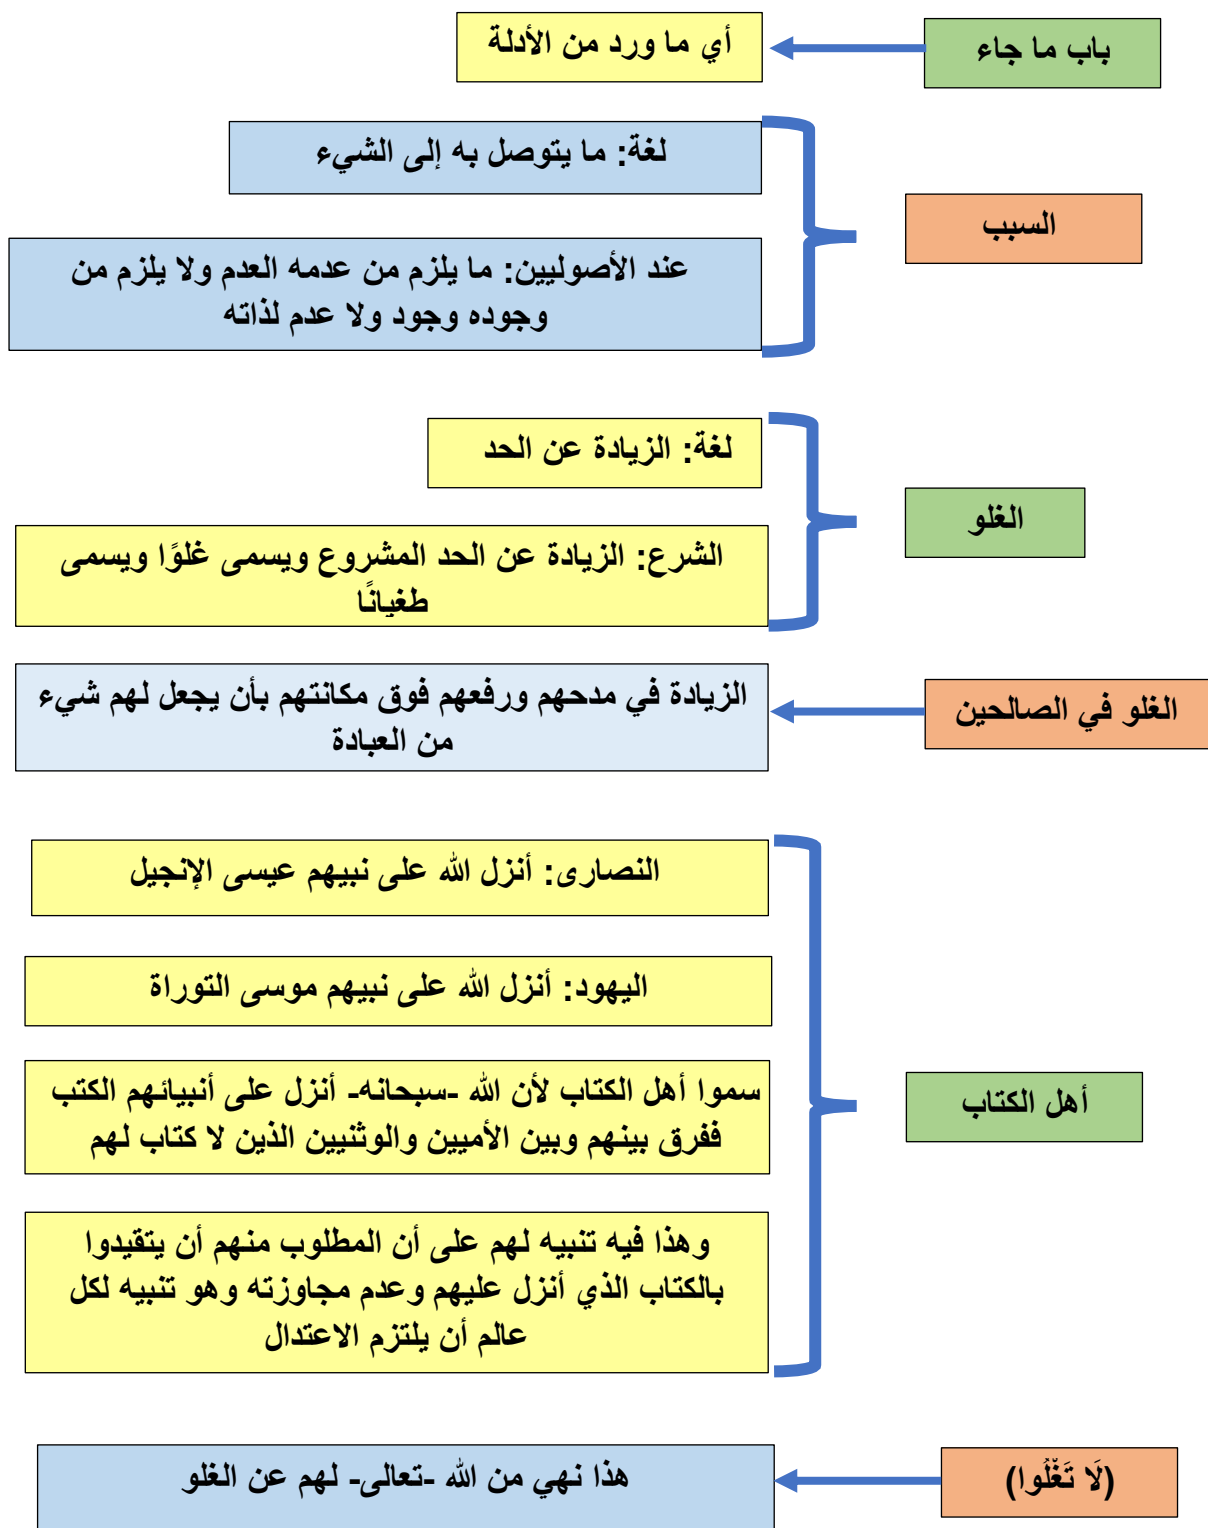 باب ما جاء
أي ما ورد من الأدلة
السبب
لغة: ما يتوصل به إلى الشيء
عند الأصوليين: ما يلزم من عدمه العدم ولا يلزم من
وجوده وجود ولا عدم لذاته
الغلو
لغة: الزيادة عن الحد
الشرع: الزيادة عن الحد المشروع ويسمى غلوًا ويسمى
طغيانًا
الغلو في الصالحين
الزيادة في مدحهم ورفعهم فوق مكانتهم بأن يجعل لهم شيء
من العبادة
أهل الكتاب
النصارى: أنزل الله على نبيهم عيسى الإنجيل
اليهود: أنزل الله على نبيهم موسى التوراة
سموا أهل الكتاب لأن الله -سبحانه- أنزل على أنبيائهم الكتب
ففرق بينهم وبين الأميين والوثنيين الذين لا كتاب لهم
وهذا فيه تنبيه لهم على أن المطلوب منهم أن يتقيدوا
بالكتاب الذي أنزل عليهم وعدم مجاوزته وهو تنبيه لكل
عالم أن يلتزم الاعتدال
(لَا تَغْلُوا)
هذا نهي من الله -تعالى- لهم عن الغلو